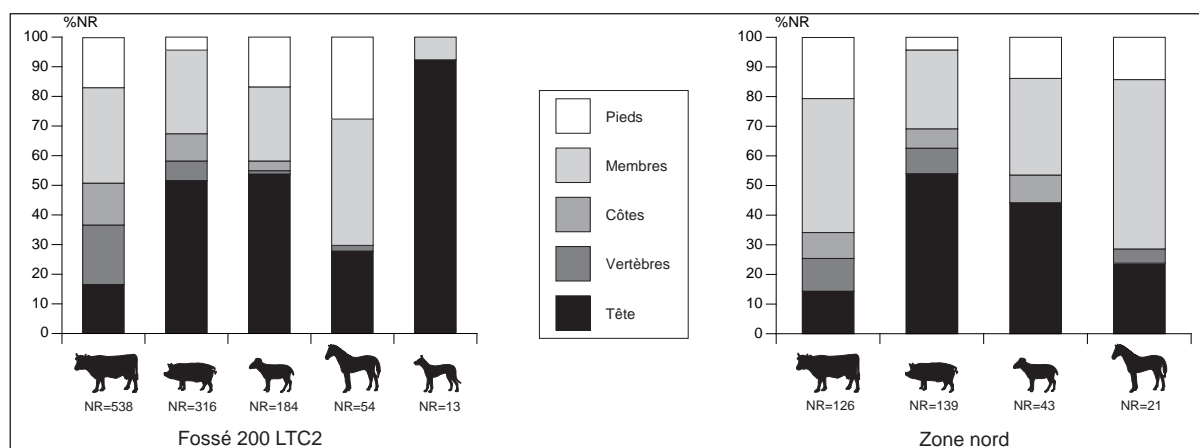 %NR
100
90
80
70
60
50
40
30
20
10
0
NR=538 NR=316 NR=184 NR=54 NR=13
Fossé 200 LTC2
Pieds
Membres
Côtes
Vertèbres
Tête
%NR
100
90
80
70
60
50
40
30
20
10
0
NR=126 NR=139 NR=43 NR=21
Zone nord